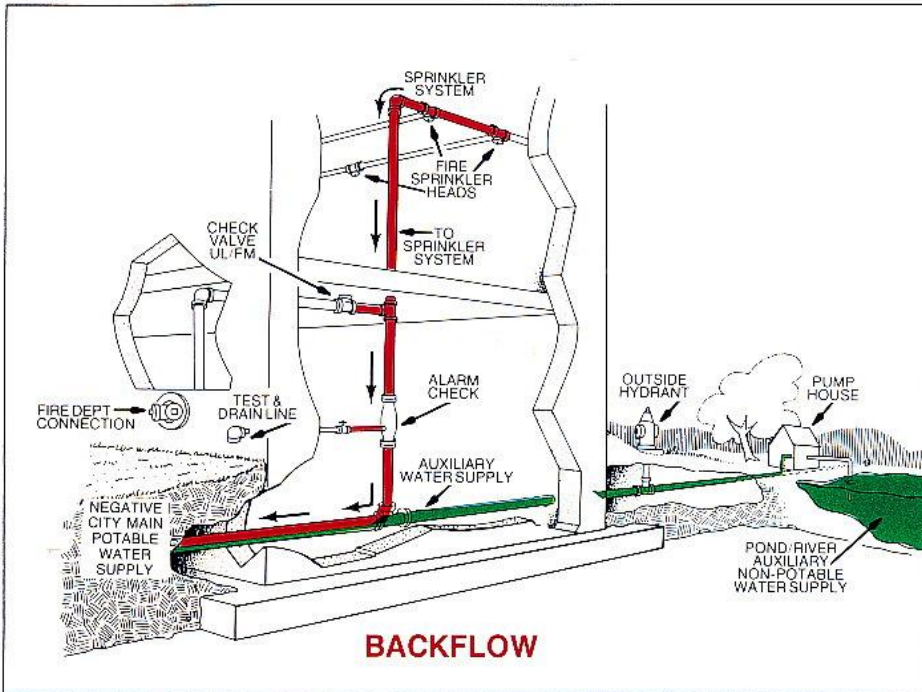 SPRINKLER
SYSTEM
FIRE
SPRINKLER
HEADS
CHECK
VALVE
UL/FM
TO
SPRINKLER
SYSTEM
FIRE DEPT
CONNECTION
TEST &
DRAIN LINE
ALARM
CHECK
OUTSIDE
HYDRANT
PUMP
HOUSE
AUXILIARY
WATER SUPPLY
NEGATIVE
CITY MAIN
POTABLE
WATER
SUPPLY
POND/RIVER
AUXILIARY
NON-POTABLE
WATER SUPPLY
BACKFLOW